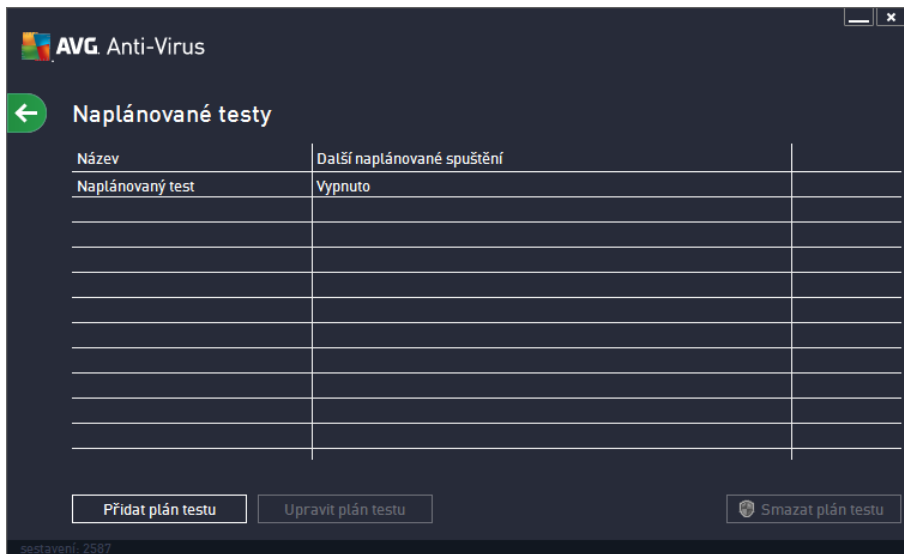 AVG Anti-Virus
Naplánované testy
Název Další naplánované spuštění
Naplánovaný test Vypnuto
Přidat plán testu Upravit plán testu Smazat plán testu
sestavení: 2587